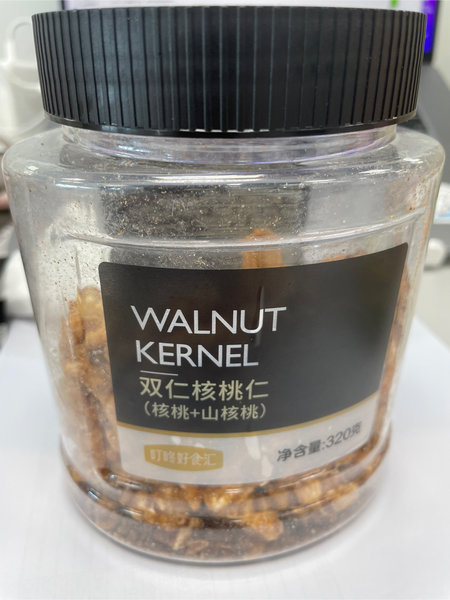 WALNUT
KERNEL
双仁核桃仁
(核桃+山核桃)
叮咚好食汇
净含量:320克